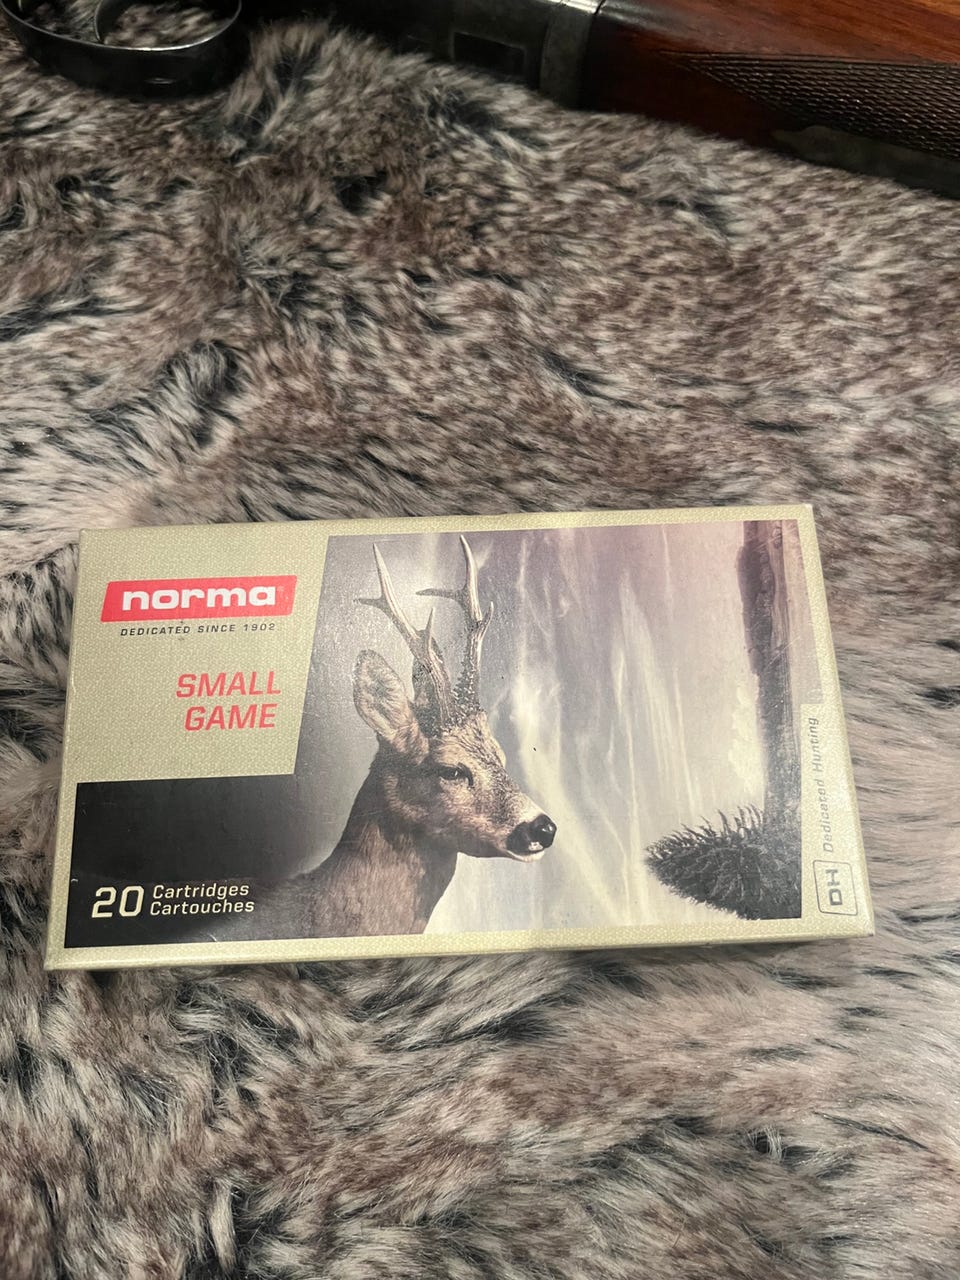 norma
DEDICATED SINCE 1902
SMALL
GAME
20 Cartridges
Cartouches
DH Dedicated Hunting